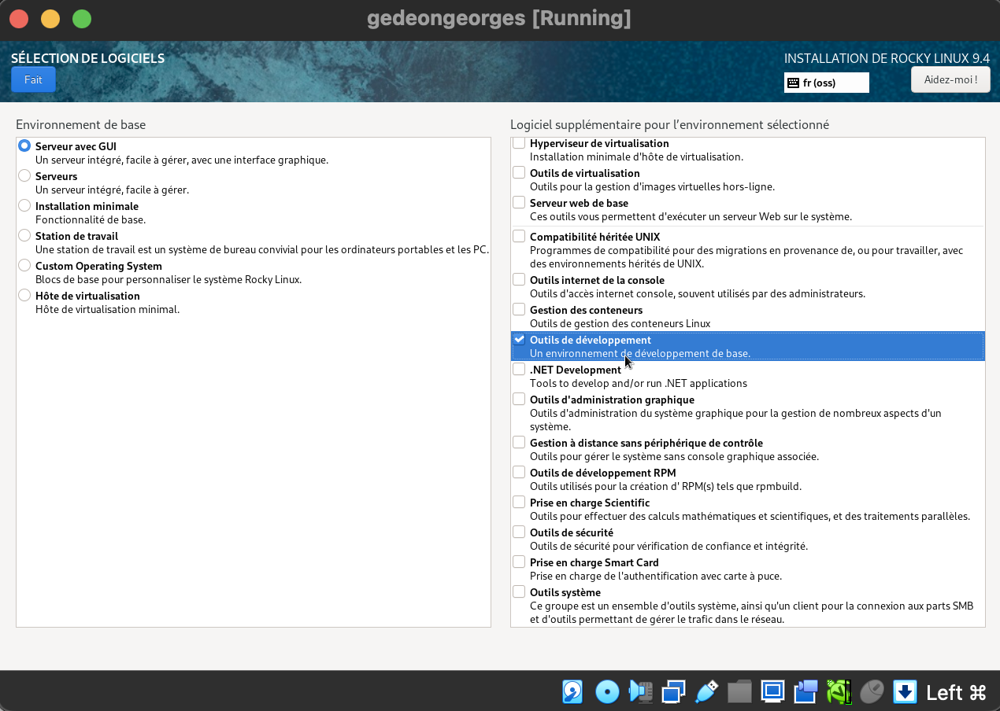 gedeongeorges [Running]
SÉLECTION DE LOGICIELS
INSTALLATION DE ROCKY LINUX 9.4
Fait
fr (oss)
Aidez-moi !
Environnement de base
Serveur avec GUI
Un serveur intégré, facile à gérer, avec une interface graphique.
Serveurs
Un serveur intégré, facile à gérer.
Installation minimale
Fonctionnalité de base.
Station de travail
Une station de travail est un système de bureau convivial pour les ordinateurs portables et les PC.
Custom Operating System
Blocs de base pour personnaliser le système Rocky Linux.
Hôte de virtualisation
Hôte de virtualisation minimal.
Logiciel supplémentaire pour l'environnement sélectionné
Hyperviseur de virtualisation
Installation minimale d'hôte de virtualisation.
Outils de virtualisation
Outils pour la gestion d'images virtuelles hors-ligne.
Serveur web de base
Ces outils vous permettent d'exécuter un serveur Web sur le système.
Compatibilité héritée UNIX
Programmes de compatibilité pour des migrations en provenance de, ou pour travailler, avec
des environnements hérités de UNIX.
Outils internet de la console
Outils d'accès internet console, souvent utilisés par des administrateurs.
Gestion des conteneurs
Outils de gestion des conteneurs Linux
Outils de développement
Un environnement de développement de base.
.NET Development
Tools to develop and/or run .NET applications
Outils d'administration graphique
Outils d'administration du système graphique pour la gestion de nombreux aspects d'un
système.
Gestion à distance sans périphérique de contrôle
Outils pour gérer le système sans console graphique associée.
Outils de développement RPM
Outils utilisés pour la création d' RPM(s) tels que rpmbuild.
Prise en charge Scientific
Outils pour effectuer des calculs mathématiques et scientifiques, et des traitements parallèles.
Outils de sécurité
Outils de sécurité pour vérification de confiance et intégrité.
Prise en charge Smart Card
Prise en charge de l'authentification avec carte à puce.
Outils système
Ce groupe est un ensemble d'outils système, ainsi qu'un client pour la connexion aux parts SMB
et d'outils permettant de gérer le trafic dans le réseau.
Left ⌘